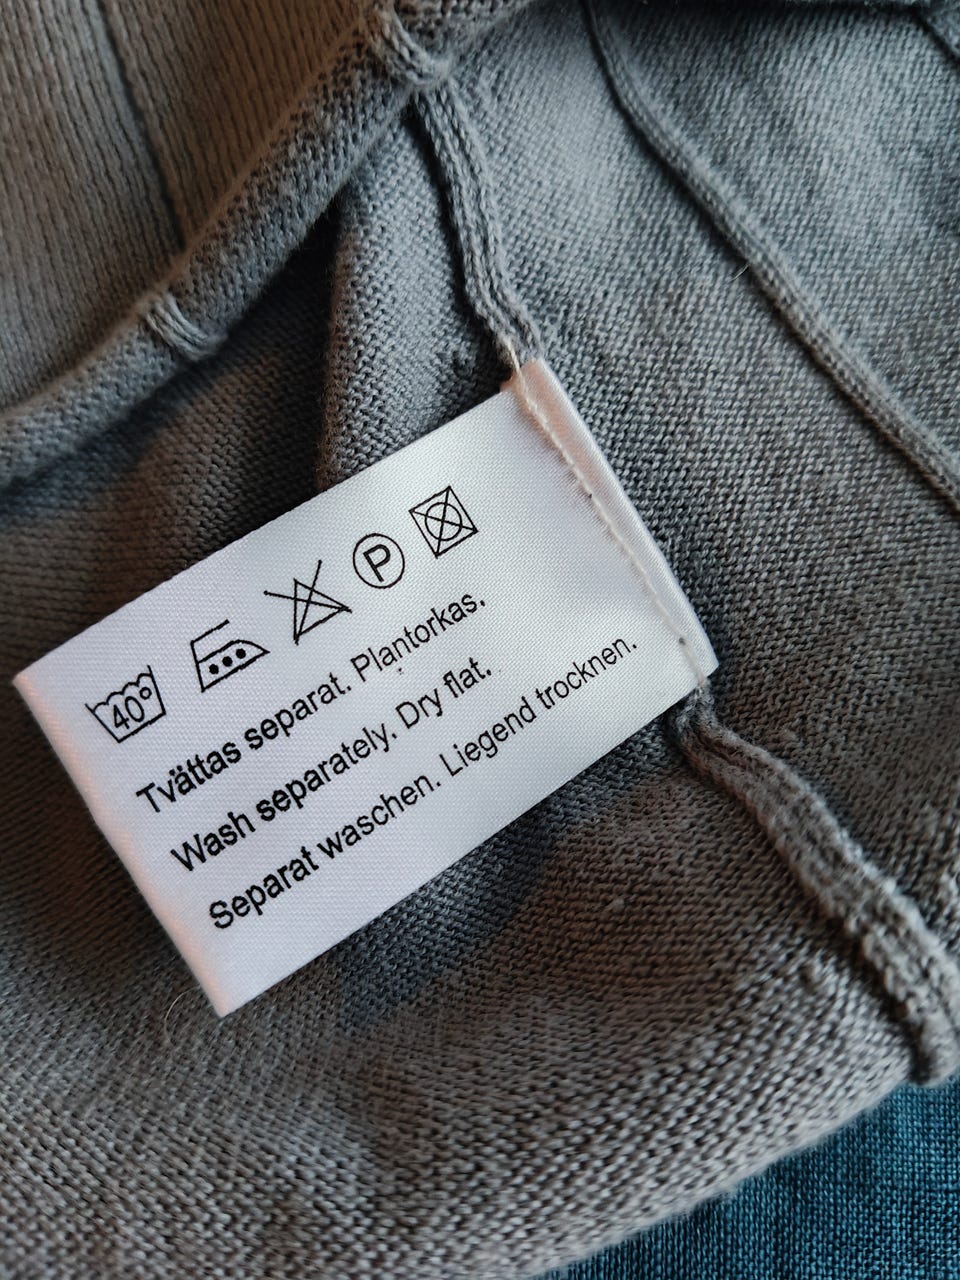 40° P
Tvättas separat. Plantorkas.
Wash separately. Dry flat.
Separat waschen. Liegend trocknen.